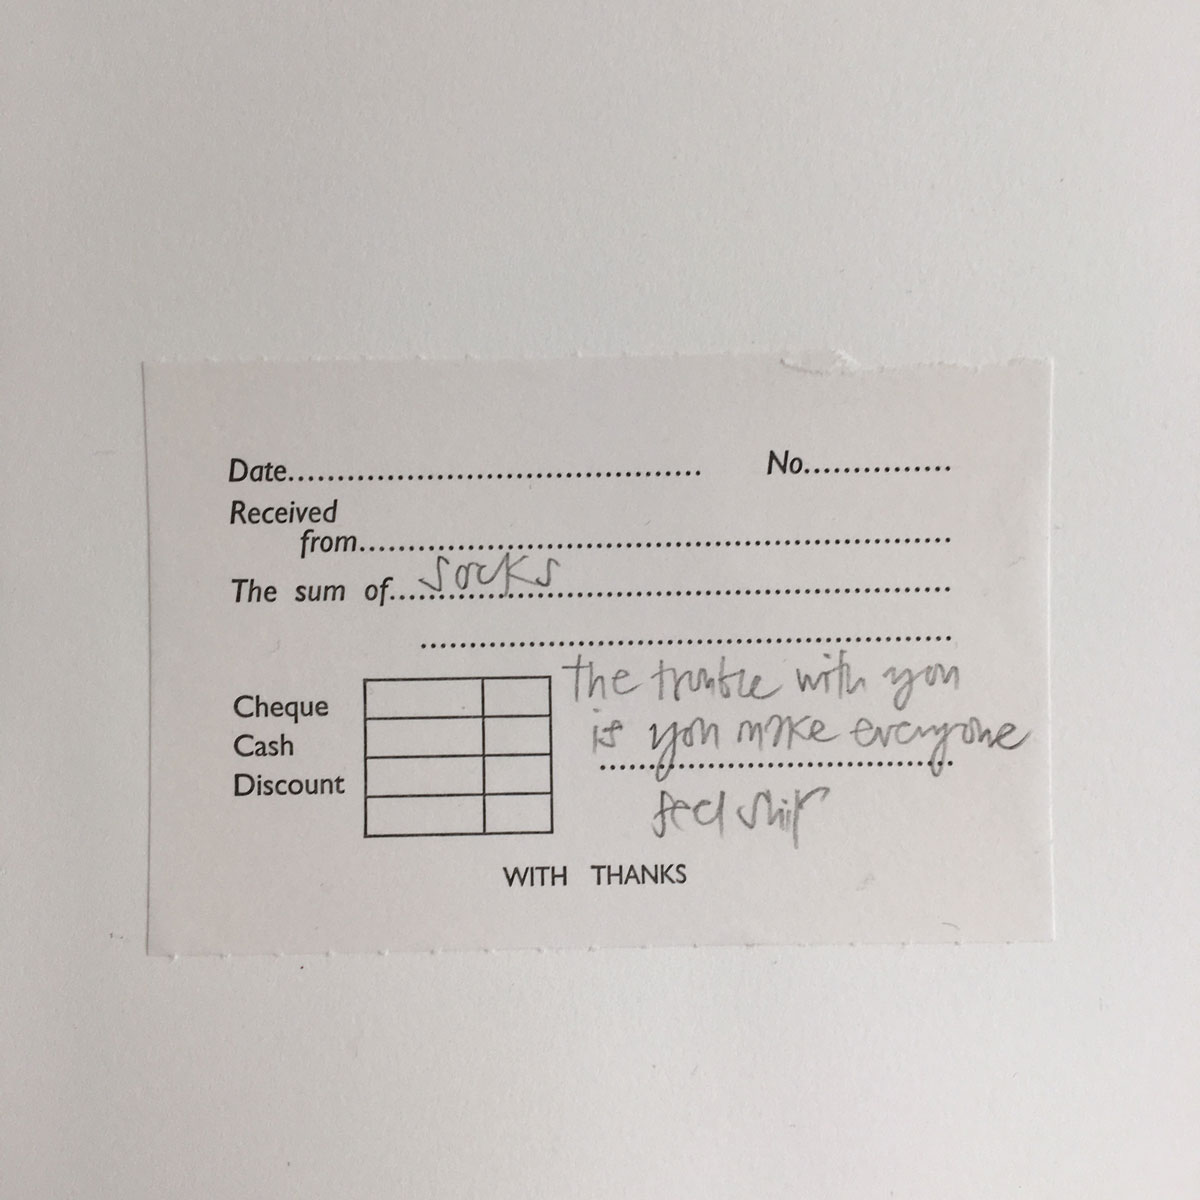 Date........................................ No...............
Received
from........................................................
The sum of....socks........................................
........................................................
Cheque
Cash
Discount
the trouble with you
is you make everyone
feel
WITH THANKS